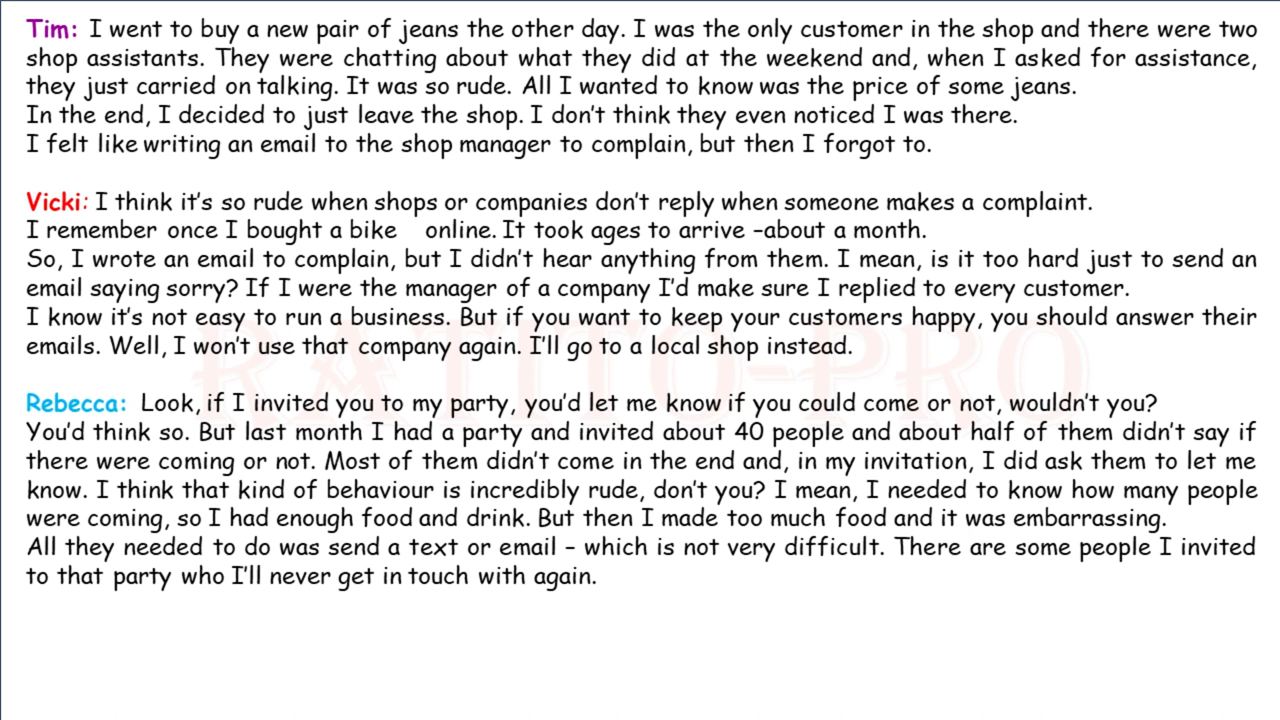 Tim: I went to buy a new pair of jeans the other day. I was the only customer in the shop and there were two
shop assistants. They were chatting about what they did at the weekend and, when I asked for assistance,
they just carried on talking. It was so rude. All I wanted to know was the price of some jeans.
In the end, I decided to just leave the shop. I don't think they even noticed I was there.
I felt like writing an email to the shop manager to complain, but then I forgot to.
Vicki: I think it's so rude when shops or companies don't reply when someone makes a complaint.
I remember once I bought a bike online. It took ages to arrive –about a month.
So, I wrote an email to complain, but I didn't hear anything from them. I mean, is it too hard just to send an
email saying sorry? If I were the manager of a company I'd make sure I replied to every customer.
I know it's not easy to run a business. But if you want to keep your customers happy, you should answer their
emails. Well, I won't use that company again. I'll go to a local shop instead.
RATITO-PRO
Rebecca: Look, if I invited you to my party, you'd let me know if you could come or not, wouldn't you?
You'd think so. But last month I had a party and invited about 40 people and about half of them didn't say if
there were coming or not. Most of them didn't come in the end and, in my invitation, I did ask them to let me
know. I think that kind of behaviour is incredibly rude, don't you? I mean, I needed to know how many people
were coming, so I had enough food and drink. But then I made too much food and it was embarrassing.
All they needed to do was send a text or email – which is not very difficult. There are some people I invited
to that party who I'll never get in touch with again.